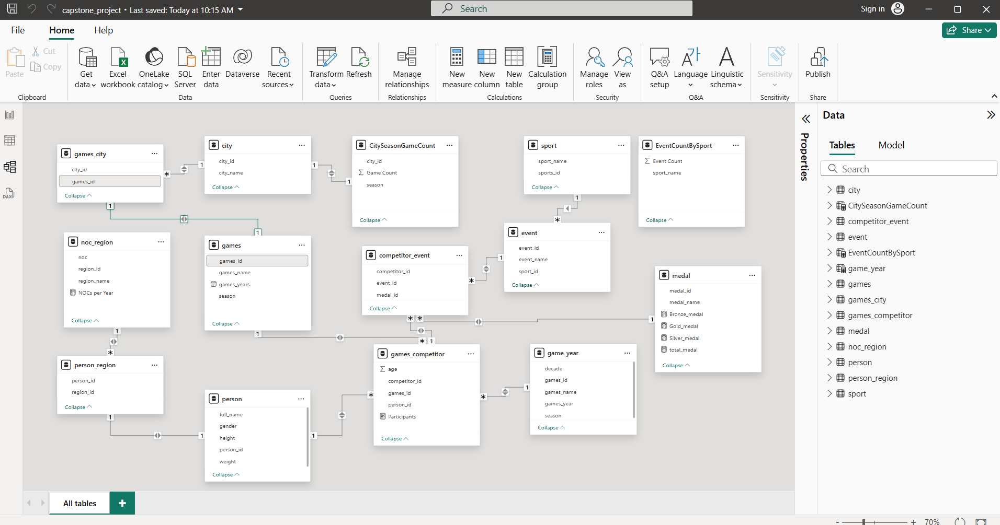 capstone_project • Last saved: Today at 10:15 AM
Search
Sign in
File
Home
Help
Share
Paste
Cut
Copy
Get data
Excel workbook
OneLake catalog
SQL Server
Enter data
Dataverse
Recent sources
Transform data
Refresh
Manage relationships
New measure
New column
New table
Calculation group
Manage roles
View as
Q&A setup
Language
Linguistic schema
Sensitivity
Publish
Clipboard
Data
Queries
Relationships
Calculations
Security
Q&A
Sensitivity
Share
DAX
games_city
city_id
games_id
Collapse
1
*
city
city_id
city_name
Collapse
1
1
CitySeasonGameCount
city_id
Game Count
season
Collapse
1
sport
sport_name
sports_id
Collapse
1
EventCountBySport
Event Count
sport_name
Collapse
noc_region
noc
region_id
region_name
NOCs per Year
Collapse
1
games
1
games_id
games_name
games_years
season
Collapse
1
competitor_event
competitor_id
event_id
medal_id
Collapse
* *
*
event
*
1
event_id
event_name
sport_id
Collapse
medal
medal_id
medal_name
Bronze_medal
Gold_medal
Silver_medal
total_medal
Collapse
1
person_region
*
person_id
region_id
Collapse
1
person
full_name
gender
height
person_id
weight
Collapse
1
1
games_competitor
* 1
age
competitor_id
games_id
person_id
Participants
Collapse
*
*
game_year
decade
games_id
games_name
games_year
season
Collapse
1
Properties
Data
Tables
Model
Search
city
CitySeasonGameCount
competitor_event
event
EventCountBySport
game_year
games
games_city
games_competitor
medal
noc_region
person
person_region
sport
All tables
+
- + 70%